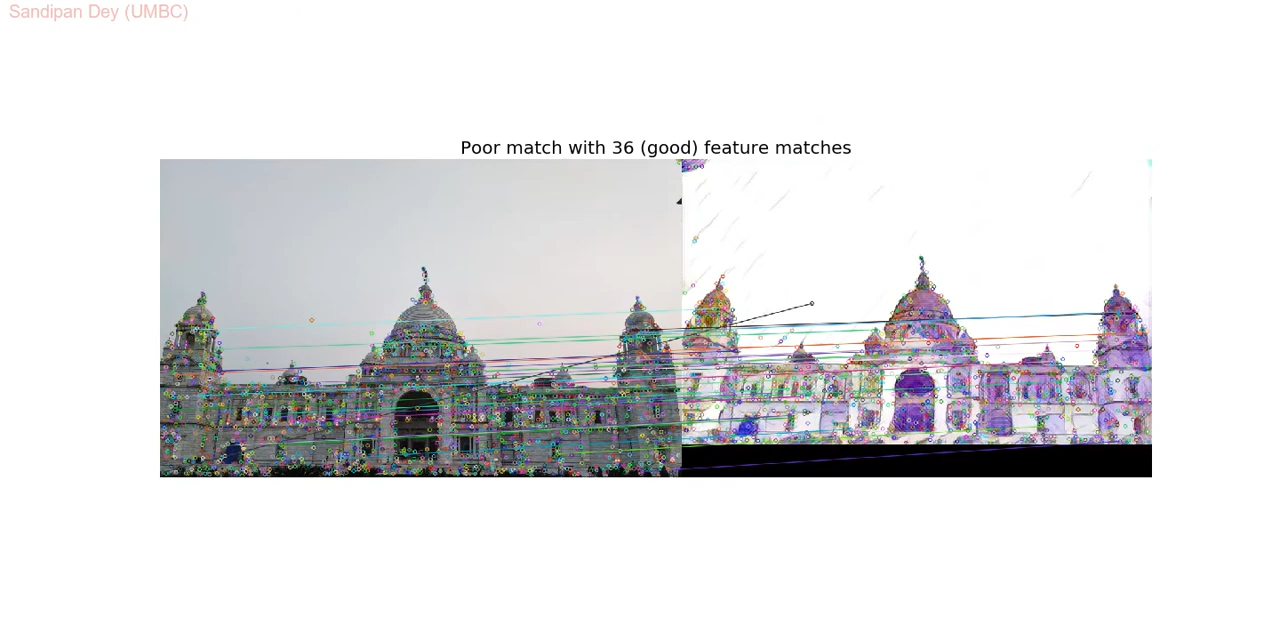 Sandipan Dey (UMBC)
Poor match with 36 (good) feature matches